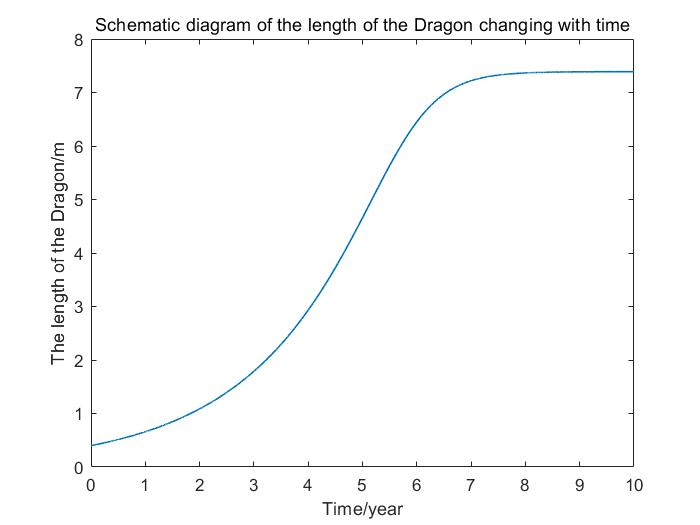 Schematic diagram of the length of the Dragon changing with time
8
7
6
5
4
3
2
1
0
The length of the Dragon/m
0 1 2 3 4 5 6 7 8 9 10
Time/year